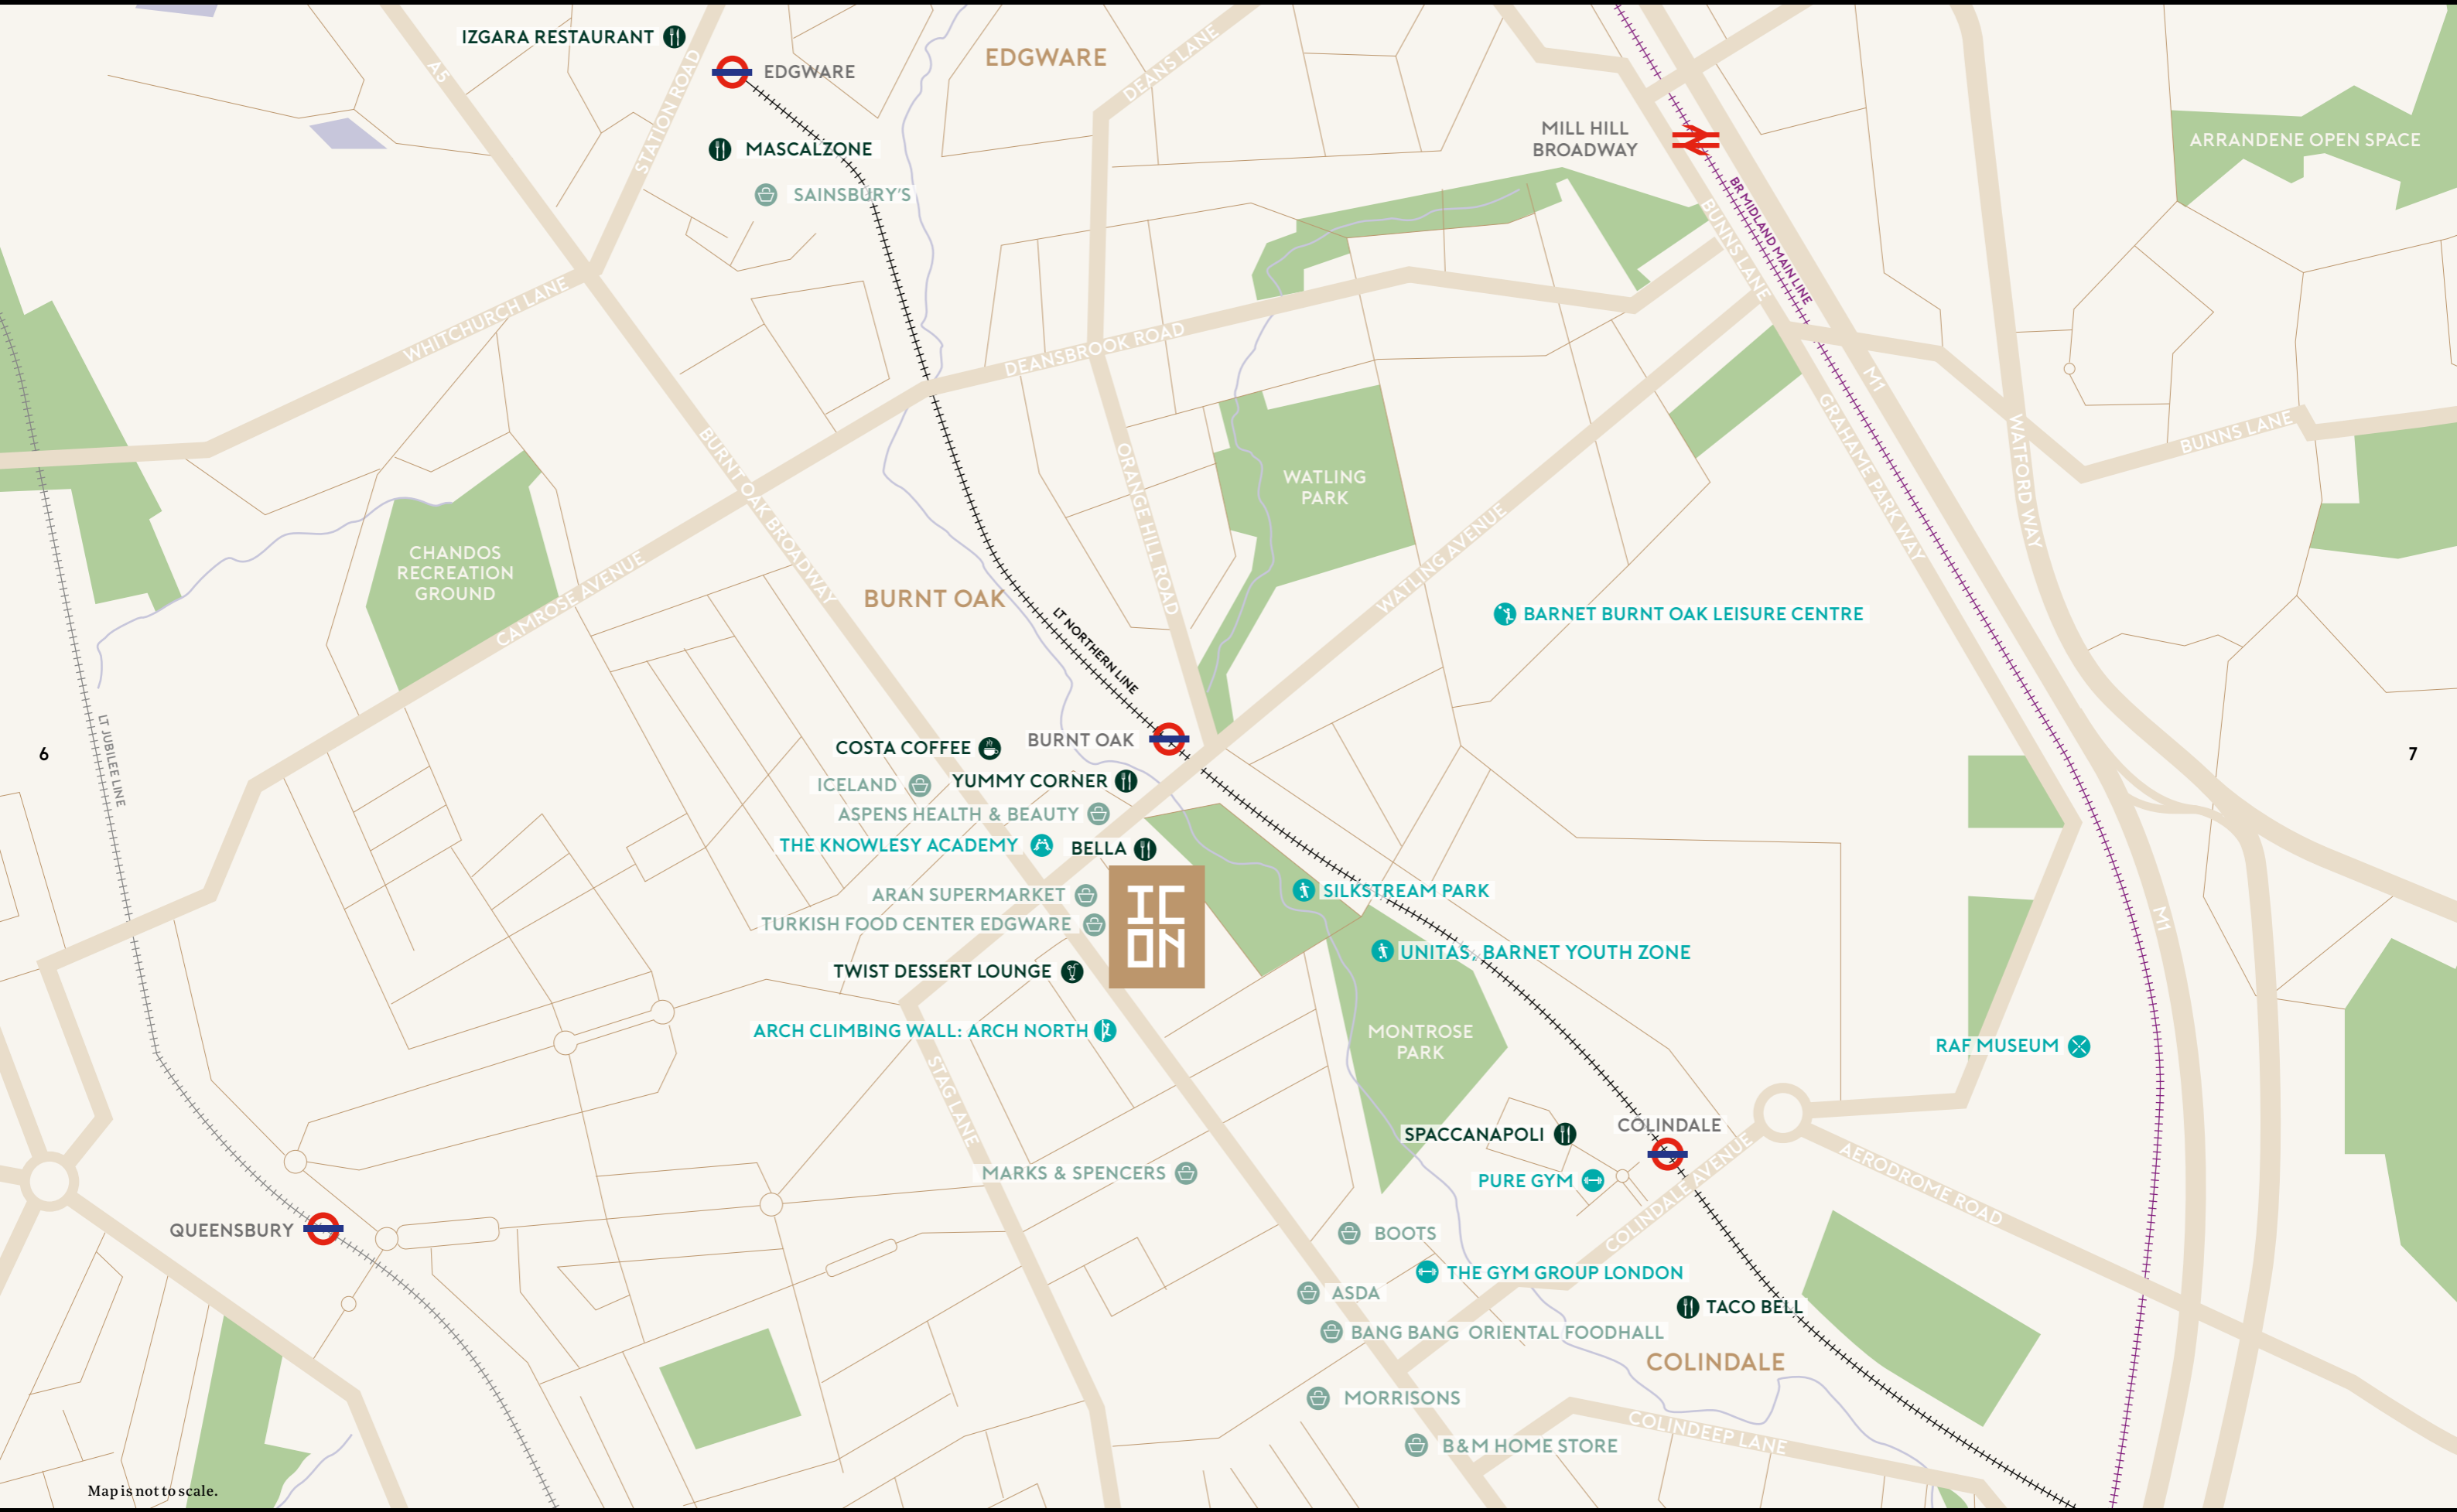 IZGARA RESTAURANT
EDGWARE
EDGWARE
DEANS LANE
A5
STATION ROAD
MASCALZONE
SAINSBURY'S
MILL HILL
BROADWAY
ARRANDENE OPEN SPACE
BR MIDLAND MAIN LINE
BUNNS LANE
WHITCHURCH LANE
DEANSBROOK ROAD
M1
GRAHAME PARK WAY
WATFORD WAY
BUNNS LANE
BURNT OAK BROADWAY
ORANGE HILL ROAD
WATLING
PARK
WATLING AVENUE
CHANDOS
RECREATION
GROUND
CAMROSE AVENUE
BURNT OAK
LT NORTHERN LINE
BARNET BURNT OAK LEISURE CENTRE
LT JUBILEE LINE
6
COSTA COFFEE
BURNT OAK
7
ICELAND
YUMMY CORNER
ASPENS HEALTH & BEAUTY
THE KNOWLESY ACADEMY
BELLA
ARAN SUPERMARKET
IC
ON
SILKSTREAM PARK
TURKISH FOOD CENTER EDGWARE
M1
UNITAS, BARNET YOUTH ZONE
TWIST DESSERT LOUNGE
ARCH CLIMBING WALL: ARCH NORTH
MONTROSE
PARK
RAF MUSEUM
STAG LANE
SPACCANAPOLI
COLINDALE
MARKS & SPENCERS
PURE GYM
COLINDALE AVENUE
AERODROME ROAD
QUEENSBURY
BOOTS
THE GYM GROUP LONDON
ASDA
TACO BELL
BANG BANG ORIENTAL FOODHALL
COLINDALE
MORRISONS
COLINDEEP LANE
B&M HOME STORE
Map is not to scale.